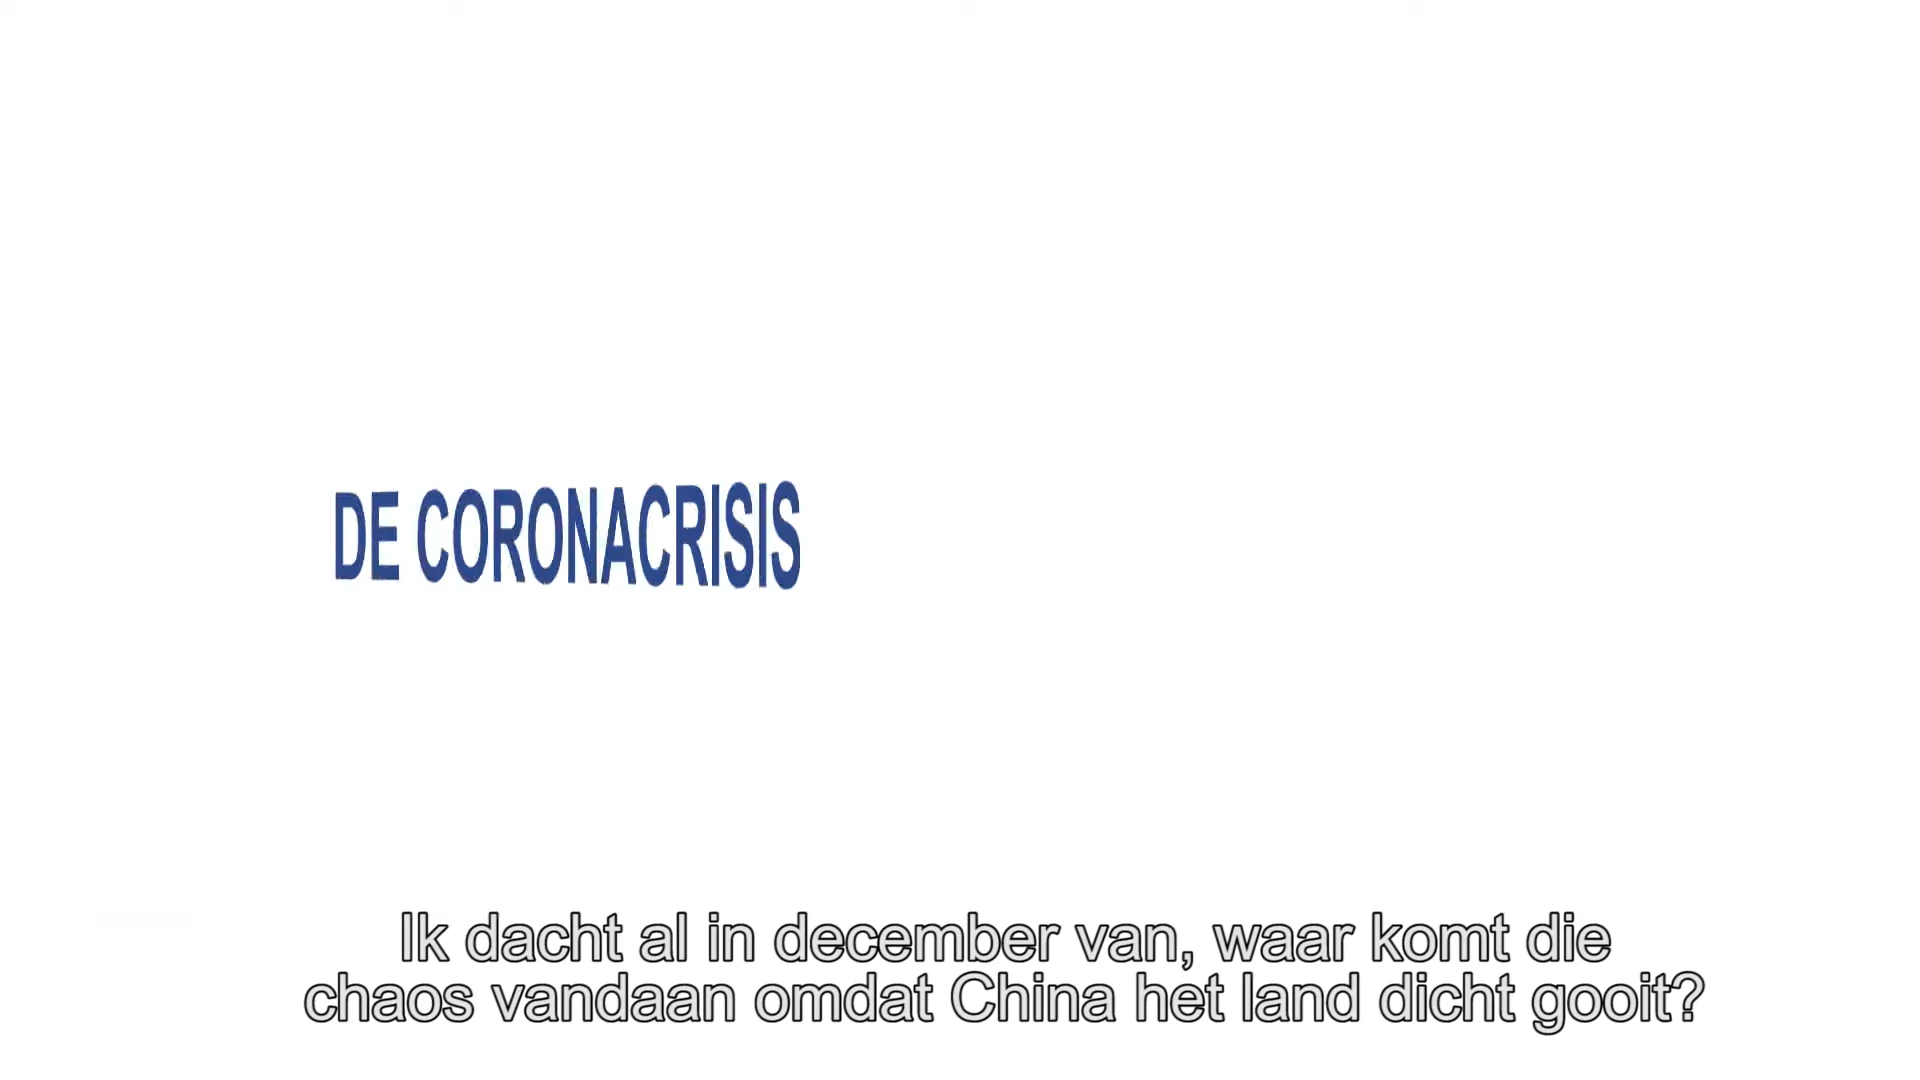 DE CORONACRISIS
Ik dacht al in december van, waar komt die
chaos vandaan omdat China het land dicht gooit?